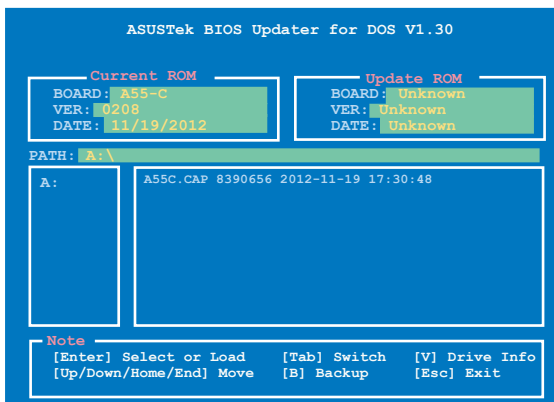 ASUSTek BIOS Updater for DOS V1.30
Current ROM
BOARD: A55-C
VER: 0208
DATE: 11/19/2012
Update ROM
BOARD: Unknown
VER: Unknown
DATE: Unknown
PATH: A:\
A:
A55C.CAP 8390656 2012-11-19 17:30:48
Note
[Enter] Select or Load [Tab] Switch [V] Drive Info
[Up/Down/Home/End] Move [B] Backup [Esc] Exit